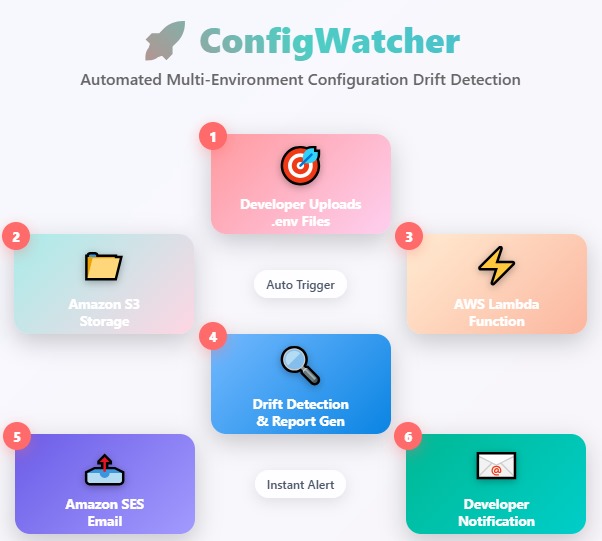 ConfigWatcher
Automated Multi-Environment Configuration Drift Detection
1
Developer Uploads
.env Files
2
Amazon S3
Storage
Auto Trigger
3
AWS Lambda
Function
4
Drift Detection
& Report Gen
5
Amazon SES
Email
Instant Alert
6
@
Developer
Notification